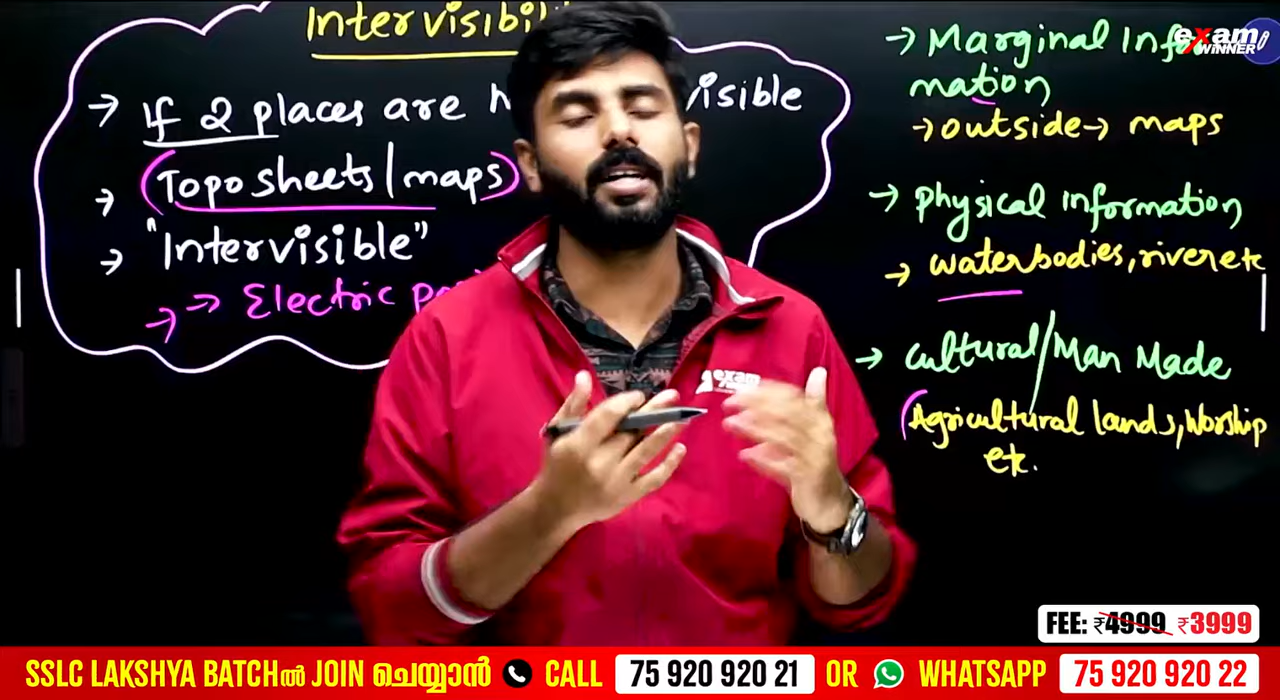 → If 2 places are visible
→ (Topo sheets/maps)
→ "Intervisible"
→ → Electric
→ Marginal Infor
mation
→ outside → maps
→ physical information
→ waterbodies, river etc
→ cultural/Man Made
(Agricultural lands, worship
etc.
exam
WINNER
exam
FEE: ₹4999 ₹3999
SSLC LAKSHYA BATCHൽ JOIN ചെയ്യാൻ CALL 75 920 920 21 OR WHATSAPP 75 920 920 22